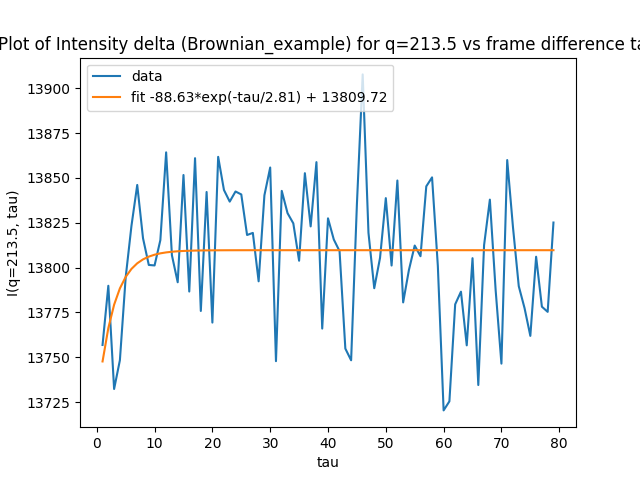 Plot of Intensity delta (Brownian_example) for q=213.5 vs frame difference ta
data
fit -88.63*exp(-tau/2.81) + 13809.72
I(q=213.5, tau)
13900
13875
13850
13825
13800
13775
13750
13725
0 10 20 30 40 50 60 70 80
tau